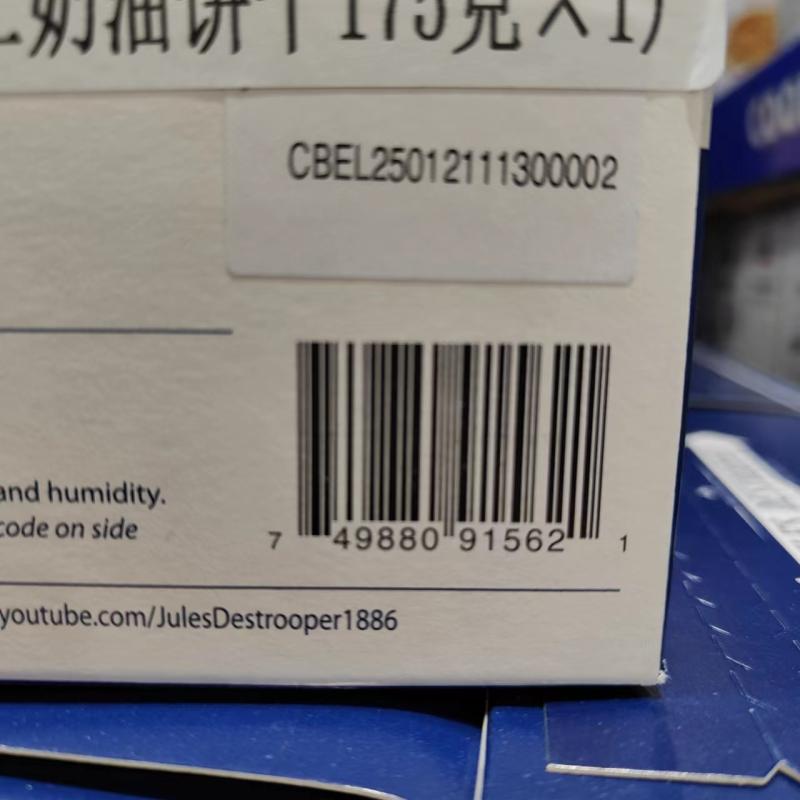 奶油饼干175克×1)
CBEL25012111300002
and humidity.
code on side
7 49880 91562 1
youtube.com/JulesDestrooper1886